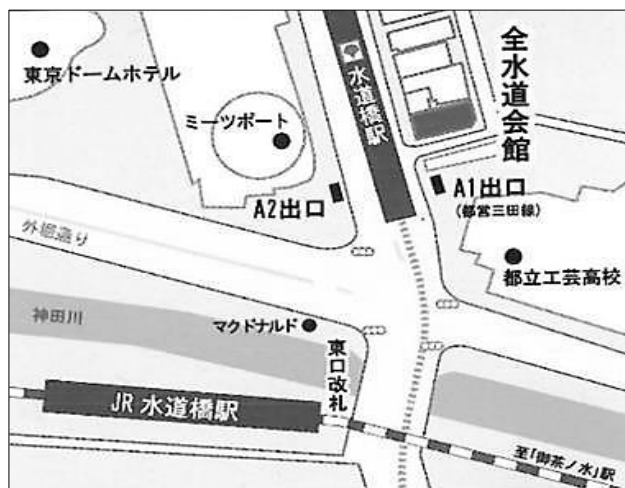 東京ドームホテル
ミーツポート
水道橋駅
全水道会館
A2出口
A1出口
(都営三田線)
外堀通り
都立工芸高校
神田川
マクドナルド
東口改札
JR 水道橋駅
至「御茶ノ水」駅